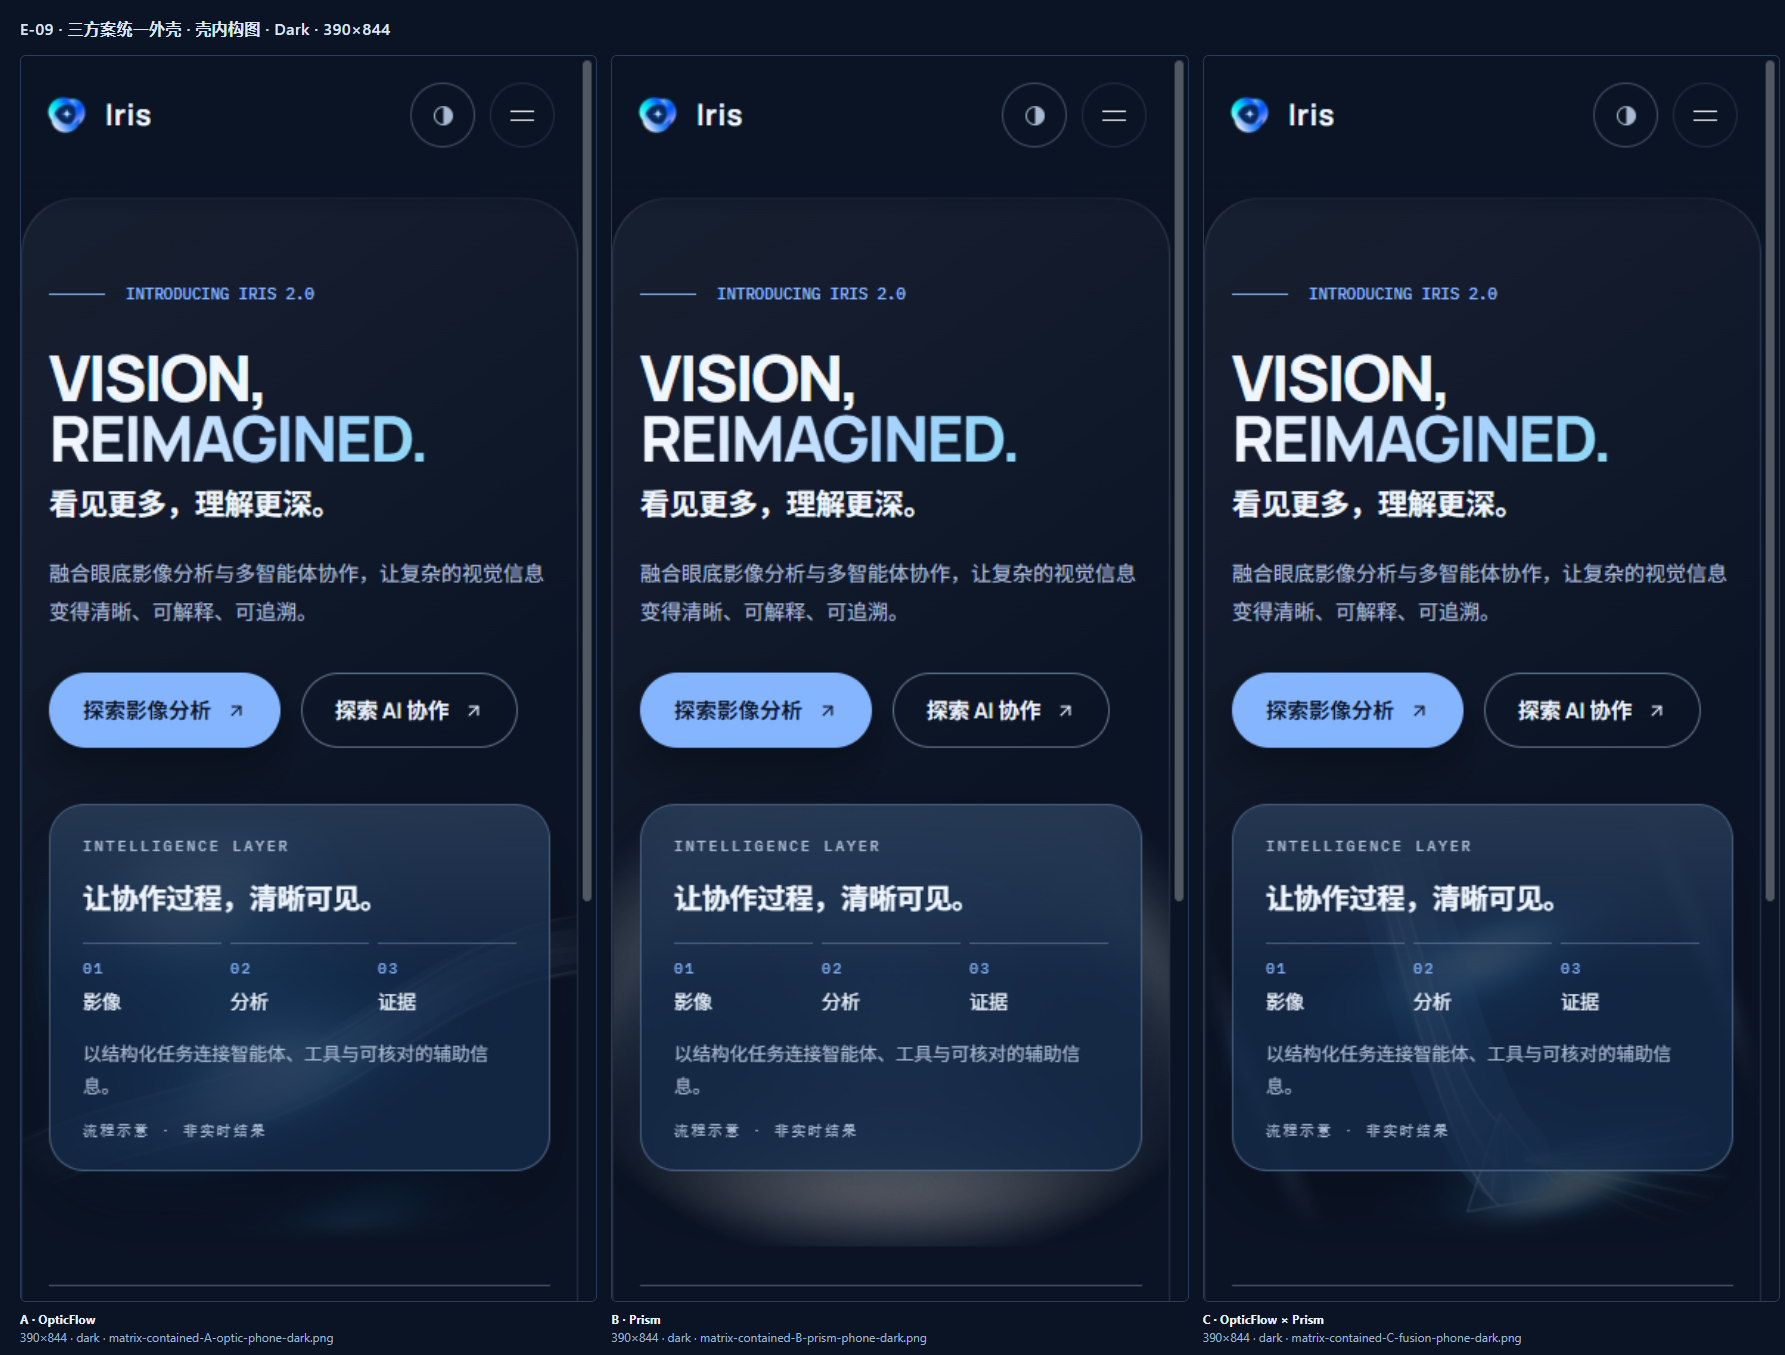 E-09 · 三方案统一外壳 · 壳内构图 · Dark · 390×844
Iris
INTRODUCING IRIS 2.0
VISION,
REIMAGINED.
看见更多，理解更深。
融合眼底影像分析与多智能体协作，让复杂的视觉信息
变得清晰、可解释、可追溯。
探索影像分析 ↗
探索 AI 协作 ↗
INTELLIGENCE LAYER
让协作过程，清晰可见。
01 02 03
影像 分析 证据
以结构化任务连接智能体、工具与可核对的辅助信
息。
流程示意 · 非实时结果
A · OpticFlow
390×844 · dark · matrix-contained-A-optic-phone-dark.png
Iris
INTRODUCING IRIS 2.0
VISION,
REIMAGINED.
看见更多，理解更深。
融合眼底影像分析与多智能体协作，让复杂的视觉信息
变得清晰、可解释、可追溯。
探索影像分析 ↗
探索 AI 协作 ↗
INTELLIGENCE LAYER
让协作过程，清晰可见。
01 02 03
影像 分析 证据
以结构化任务连接智能体、工具与可核对的辅助信
息。
流程示意 · 非实时结果
B · Prism
390×844 · dark · matrix-contained-B-prism-phone-dark.png
Iris
INTRODUCING IRIS 2.0
VISION,
REIMAGINED.
看见更多，理解更深。
融合眼底影像分析与多智能体协作，让复杂的视觉信息
变得清晰、可解释、可追溯。
探索影像分析 ↗
探索 AI 协作 ↗
INTELLIGENCE LAYER
让协作过程，清晰可见。
01 02 03
影像 分析 证据
以结构化任务连接智能体、工具与可核对的辅助信
息。
流程示意 · 非实时结果
C · OpticFlow × Prism
390×844 · dark · matrix-contained-C-fusion-phone-dark.png